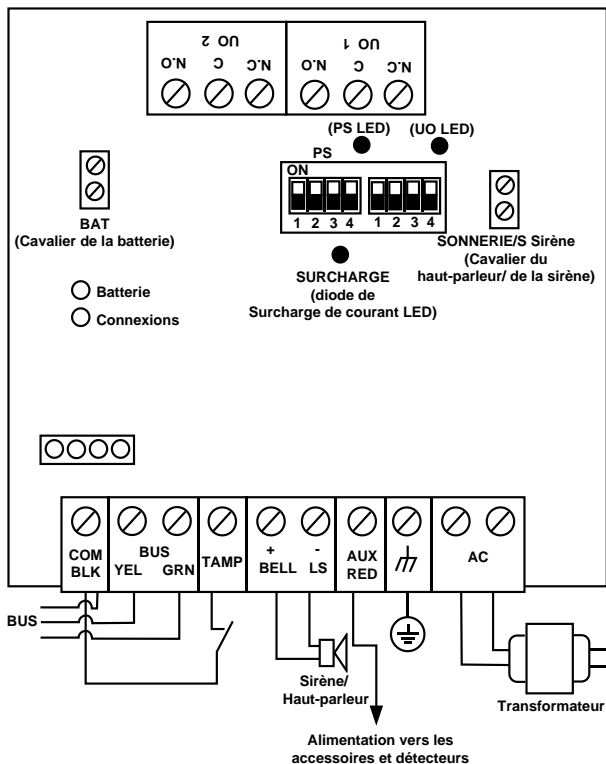 UO 2
UO 1
N.O C N.C
N.O C N.C
(PS LED)
(UO LED)
PS
ON
1 2 3 4
1 2 3 4
BAT
(Cavalier de la batterie)
SONNERIE/S Sirène
(Cavalier du
haut-parleur/ de la sirène)
SURCHARGE
(diode de
Surcharge de courant LED)
Batterie
Connexions
COM
BLK
BUS
YEL GRN
TAMP
+ -
BELL LS
AUX
RED
AC
BUS
Sirène/
Haut-parleur
Transformateur
Alimentation vers les
accessoires et détecteurs